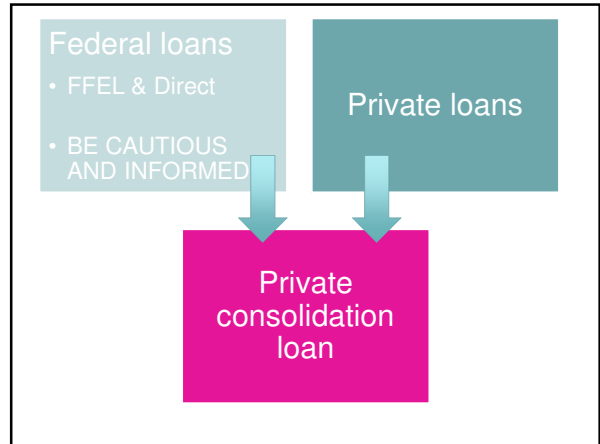 Federal loans
• FFEL & Direct
• BE CAUTIOUS
AND INFORMED
Private loans
Private
consolidation
loan